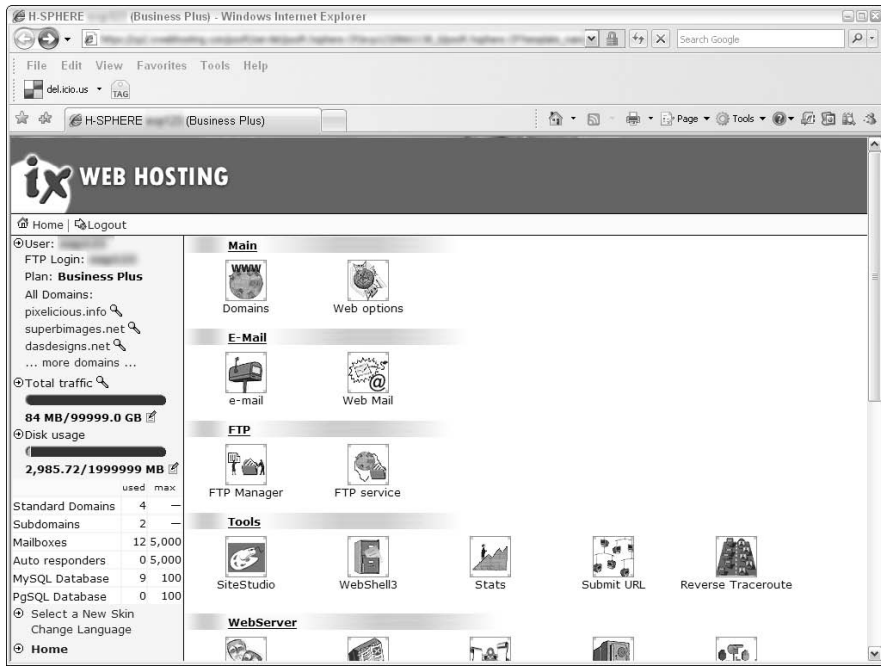 H-SPHERE (Business Plus) - Windows Internet Explorer
Search Google
File Edit View Favorites Tools Help
del.icio.us TAG
H-SPHERE (Business Plus)
Page Tools
ix WEB HOSTING
Home | Logout
User:
FTP Login:
Plan: Business Plus
All Domains:
pixelicious.info
superbimages.net
dasdesigns.net
... more domains ...
Total traffic
84 MB/99999.0 GB
Disk usage
2,985.72/1999999 MB
used max
Standard Domains 4 —
Subdomains 2 —
Mailboxes 12 5,000
Auto responders 0 5,000
MySQL Database 9 100
PgSQL Database 0 100
Select a New Skin
Change Language
Home
Main
WWW
Domains Web options
E-Mail
@
e-mail Web Mail
FTP
FTP Manager FTP service
Tools
SiteStudio WebShell3 Stats Submit URL Reverse Traceroute
WebServer